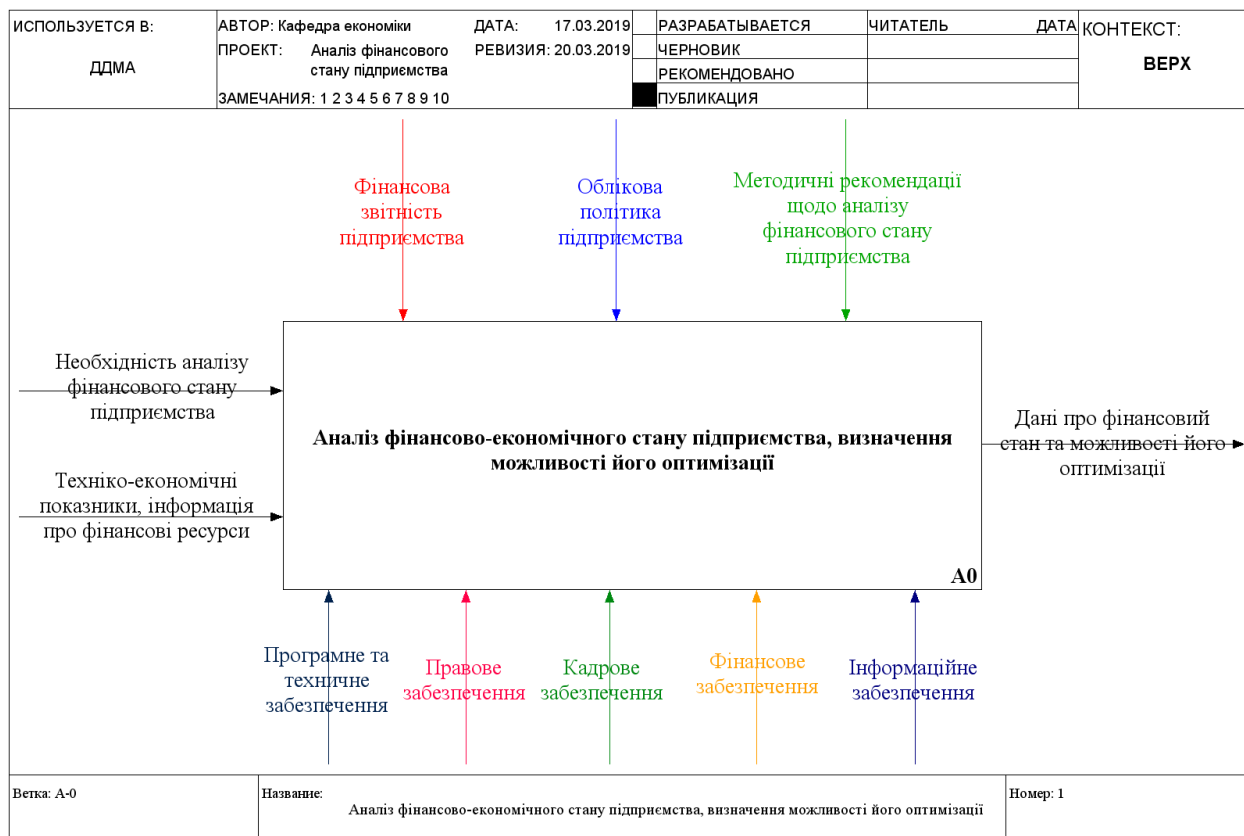 ИСПОЛЬЗУЕТСЯ В:
ДДМА
АВТОР: Кафедра економіки
ДАТА: 17.03.2019
ПРОЕКТ: Аналіз фінансового
стану підприємства
РЕВИЗИЯ: 20.03.2019
ЗАМЕЧАНИЯ: 1 2 3 4 5 6 7 8 9 10
РАЗРАБАТЫВАЕТСЯ
ЧЕРНОВИК
РЕКОМЕНДОВАНО
ПУБЛИКАЦИЯ
ЧИТАТЕЛЬ
ДАТА
КОНТЕКСТ:
ВЕРХ
Фінансова
звітність
підприємства
Облікова
політика
підприємства
Методичні рекомендації
щодо аналізу
фінансового стану
підприємства
Необхідність аналізу
фінансового стану
підприємства
Техніко-економічні
показники, інформація
про фінансові ресурси
Аналіз фінансово-економічного стану підприємства, визначення
можливості його оптимізації
A0
Дані про фінансовий
стан та можливості його
оптимізації
Програмне та
технічне
забезпечення
Правове
забезпечення
Кадрове
забезпечення
Фінансове
забезпечення
Інформаційне
забезпечення
Ветка: A-0
Название:
Аналіз фінансово-економічного стану підприємства, визначення можливості його оптимізації
Номер: 1